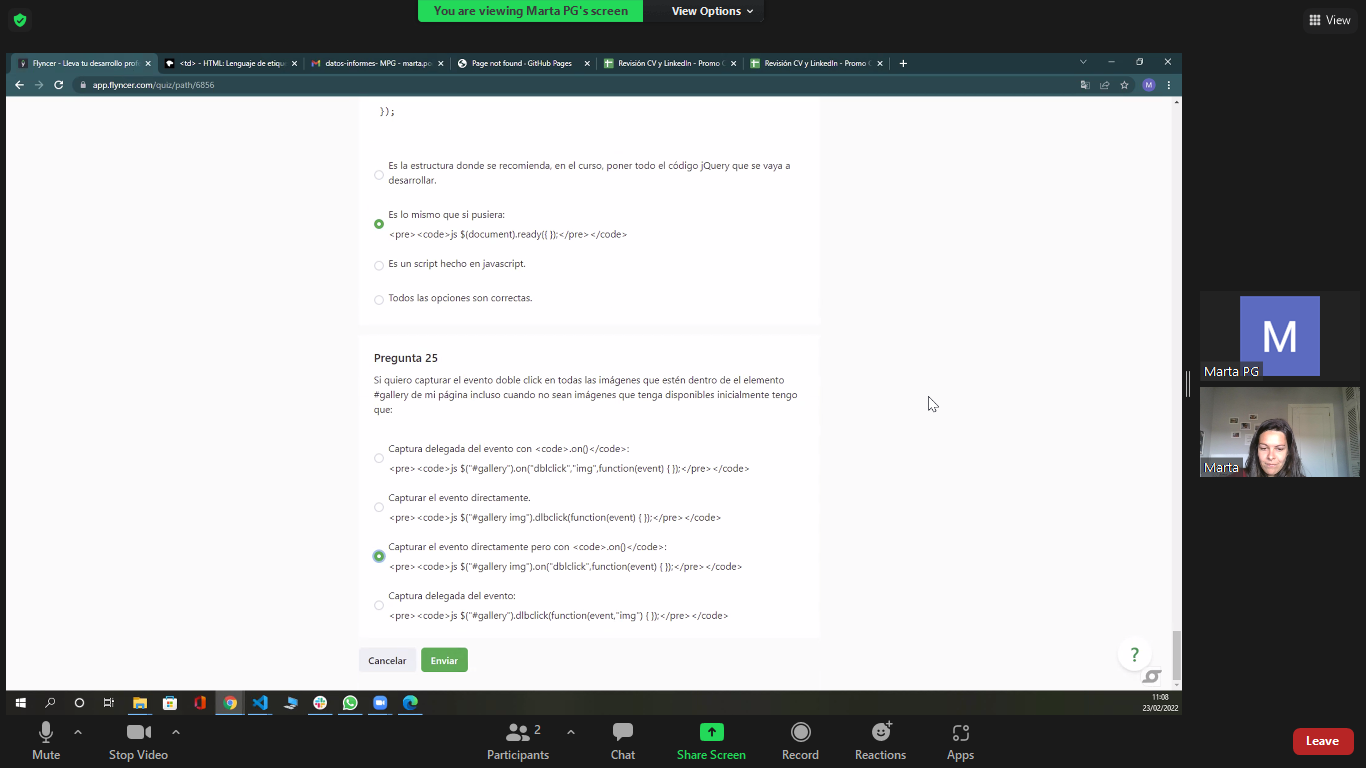 You are viewing Marta PG's screen
View Options
View
Flyncer - Lleva tu desarrollo prof
<td> - HTML: Lenguaje de etiqu
datos-informes- MPG - marta.po
Page not found · GitHub Pages
Revisión CV y LinkedIn - Promo
Revisión CV y LinkedIn - Promo C
app.flyncer.com/quiz/path/6856
M
});
Es la estructura donde se recomienda, en el curso, poner todo el código jQuery que se vaya a
desarrollar.
Es lo mismo que si pusiera:
<pre><code>js $(document).ready({ });</pre></code>
Es un script hecho en javascript.
Todos las opciones son correctas.
Pregunta 25
Si quiero capturar el evento doble click en todas las imágenes que estén dentro de el elemento
#gallery de mi página incluso cuando no sean imágenes que tenga disponibles inicialmente tengo
que:
Captura delegada del evento con <code>.on()</code>:
<pre><code>js $("#gallery").on("dblclick","img",function(event) { });</pre></code>
Capturar el evento directamente.
<pre><code>js $("#gallery img").dlbclick(function(event) { });</pre></code>
Capturar el evento directamente pero con <code>.on()</code>:
<pre><code>js $("#gallery img").on("dblclick",function(event) { });</pre></code>
Captura delegada del evento:
<pre><code>js $("#gallery").dlbclick(function(event,"img") { });</pre></code>
Cancelar
Enviar
?
M
Marta PG
Marta
11:08
23/02/2022
Mute
Stop Video
2
Participants
Chat
Share Screen
Record
Reactions
Apps
Leave